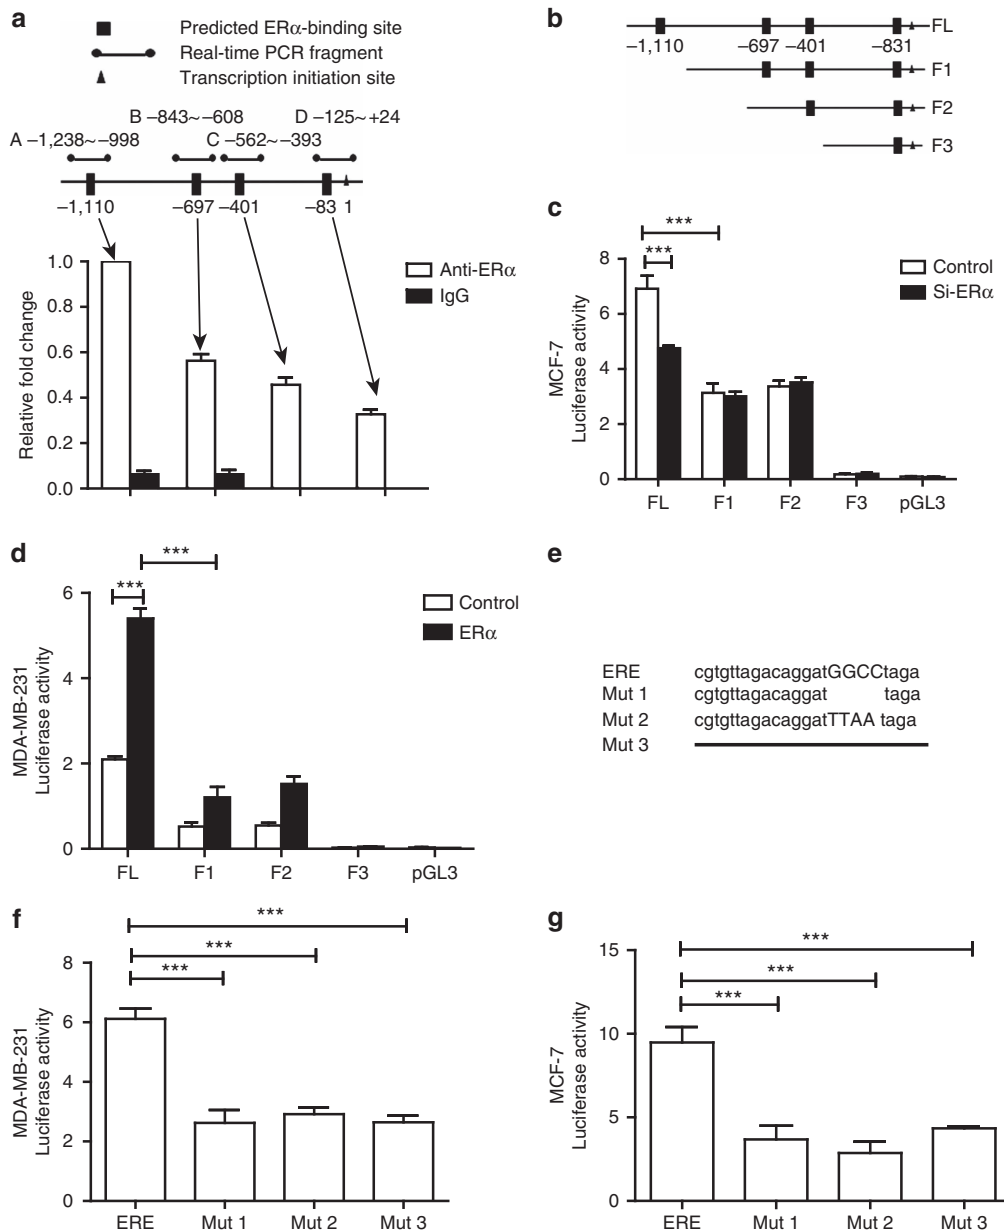 a
Predicted ERα-binding site
Real-time PCR fragment
Transcription initiation site
B −843~−608
D −125~+24
A −1,238~−998
C −562~−393
−1,110
−697
−401
−83 1
1.0
0.8
0.6
0.4
0.2
0.0
Relative fold change
Anti-ERα
IgG
b
FL
−1,110
−697
−401
−831
F1
F2
F3
c
***
***
8
6
4
2
0
MCF-7
Luciferase activity
Control
Si-ERα
FL
F1
F2
F3
pGL3
d
***
***
6
4
2
0
MDA-MB-231
Luciferase activity
Control
ERα
FL
F1
F2
F3
pGL3
e
ERE cgtgttagacaggatGGCCtaga
Mut 1 cgtgttagacaggat taga
Mut 2 cgtgttagacaggatTTAA taga
Mut 3
f
***
***
***
8
6
4
2
0
MDA-MB-231
Luciferase activity
ERE
Mut 1
Mut 2
Mut 3
g
***
***
***
15
10
5
0
MCF-7
Luciferase activity
ERE
Mut 1
Mut 2
Mut 3